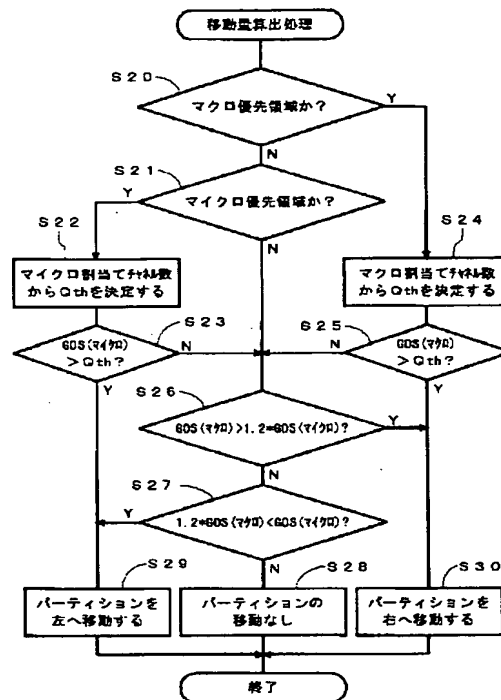 移動量算出処理
S20
マクロ優先領域か?
Y
N
S21
マイクロ優先領域か?
Y
N
S22
マイクロ割当てチャネル数
からQthを決定する
S24
マクロ割当てチャネル数
からQthを決定する
S23
GOS(マイクロ)
>Qth?
N
Y
S25
GOS(マクロ)
>Qth?
N
Y
S26
GOS(マクロ)>1.2*GOS(マイクロ)?
Y
N
S27
1.2*GOS(マクロ)<GOS(マイクロ)?
Y
N
S29
パーティションを
左へ移動する
S28
パーティションの
移動なし
S30
パーティションを
右へ移動する
終了